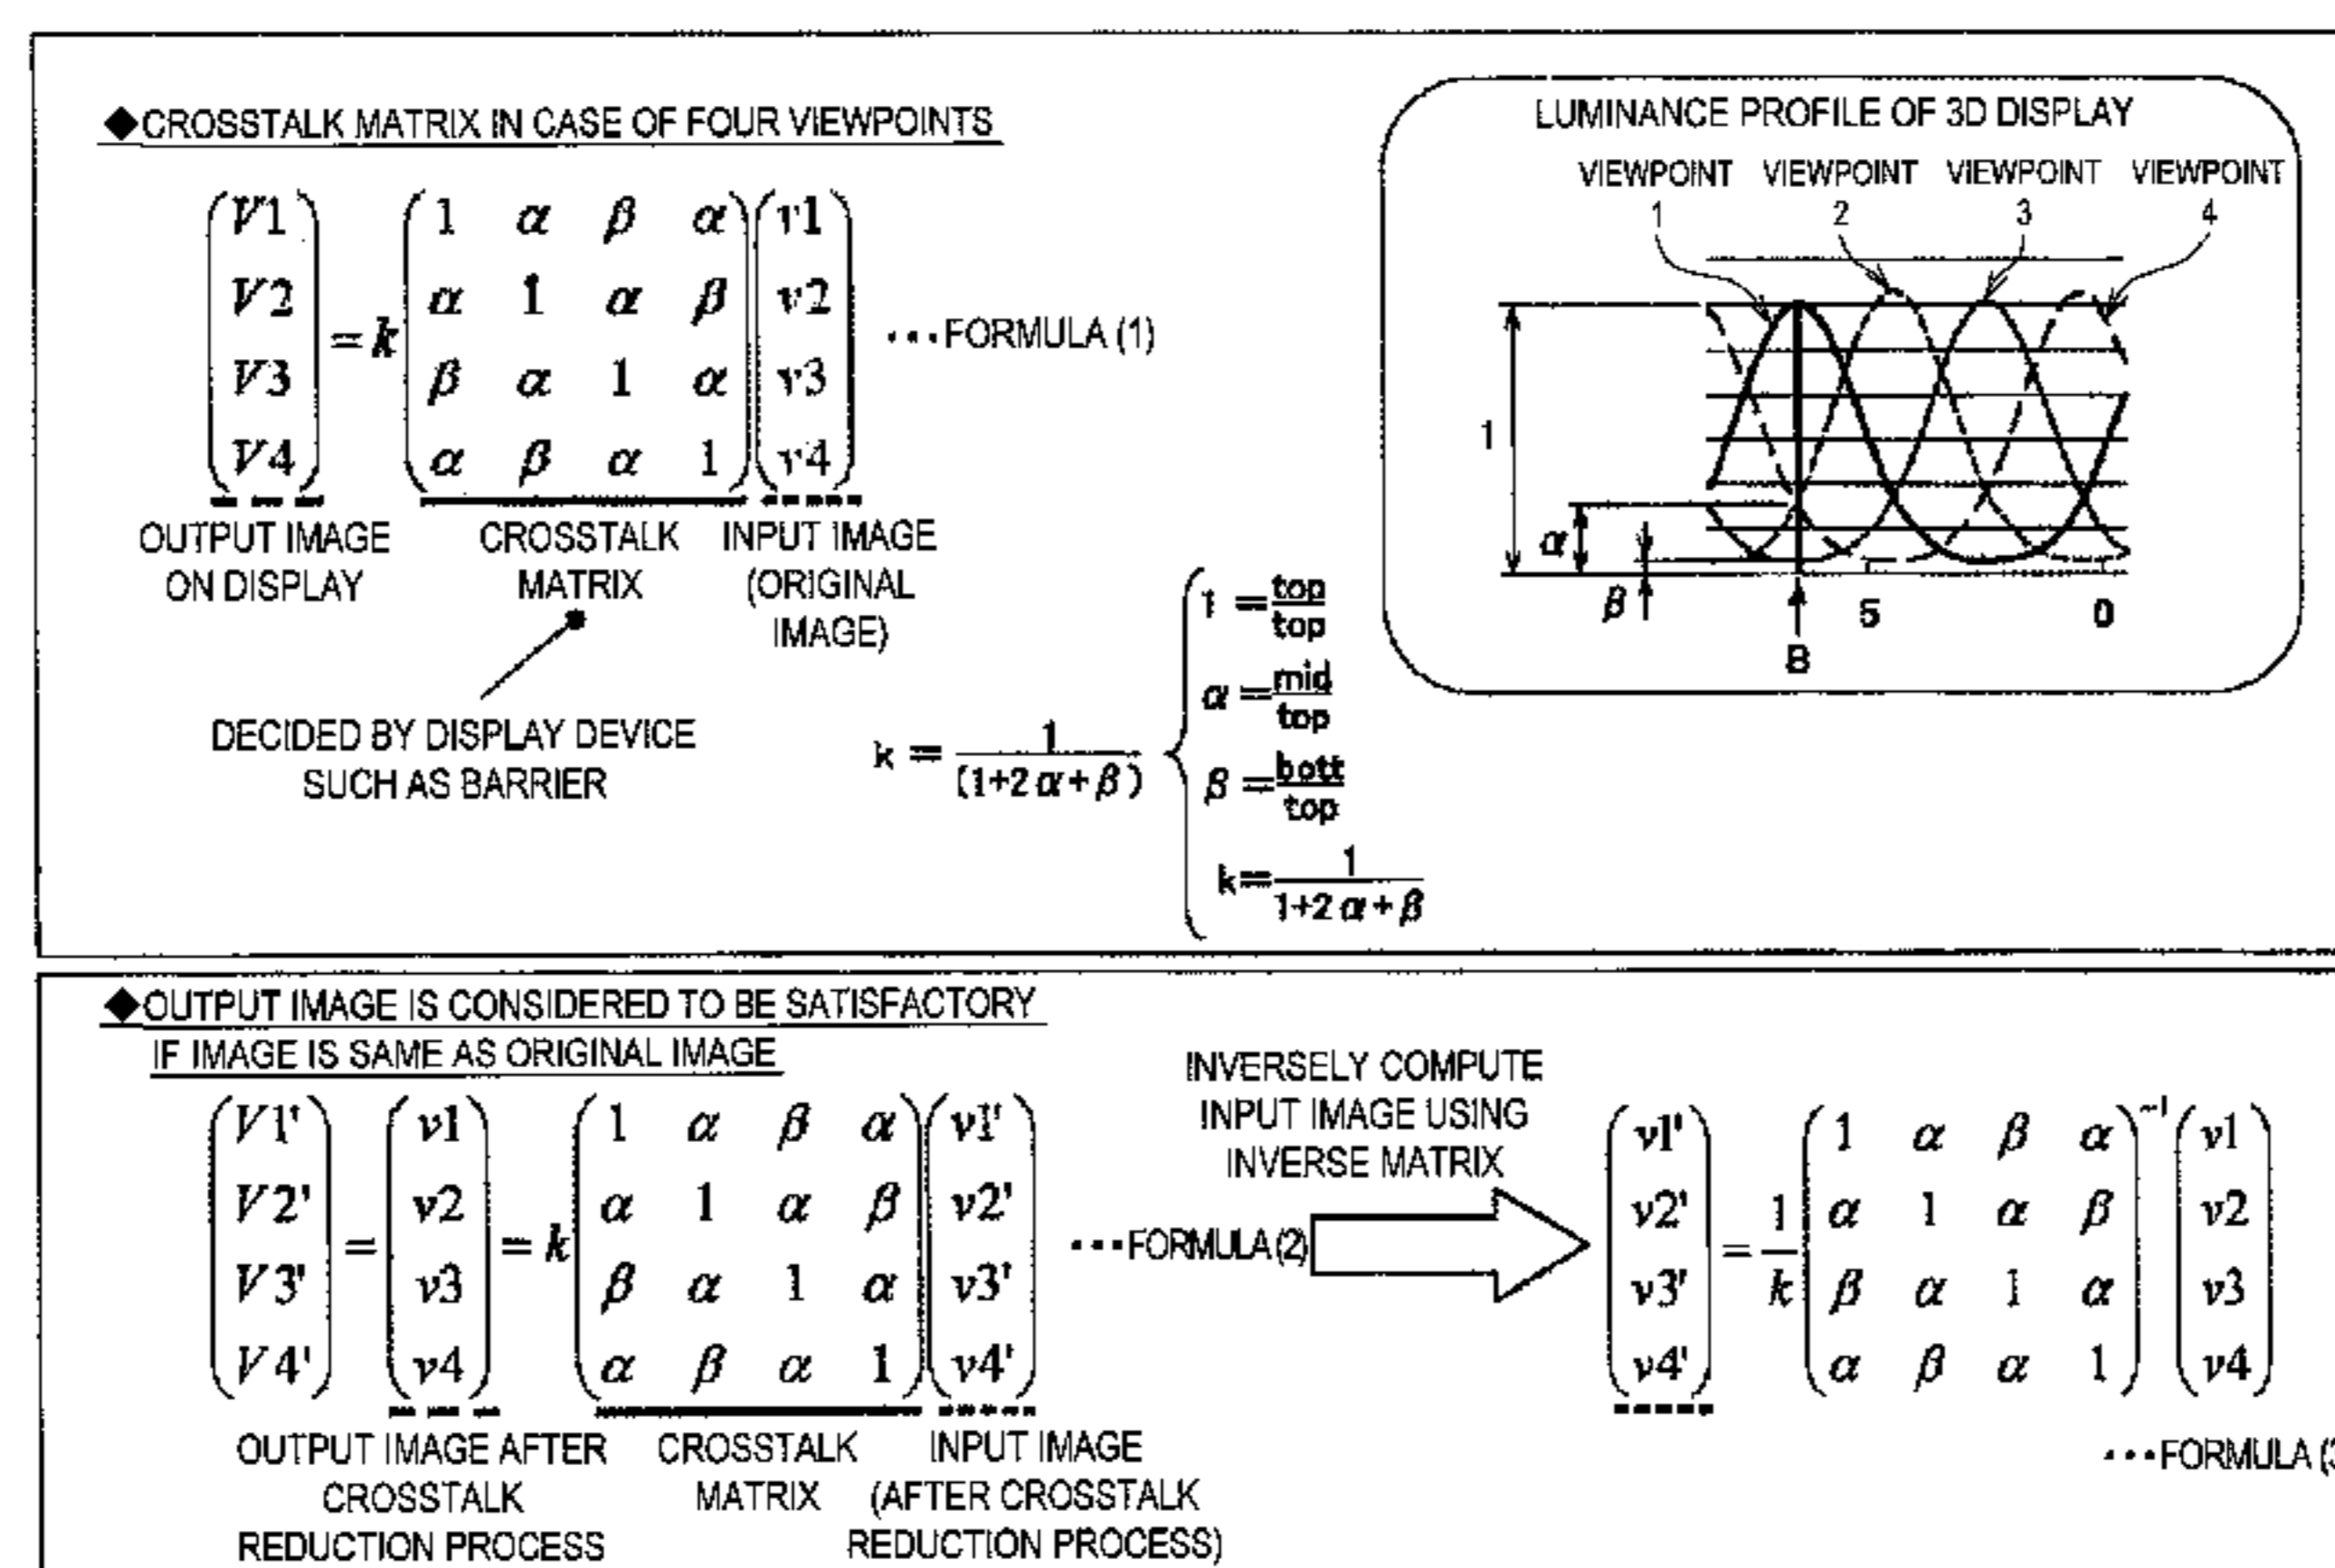 ◆CROSSTALK MATRIX IN CASE OF FOUR VIEWPOINTS
V1 1 α β α v1
V2 α 1 α β v2
= k
···FORMULA (1)
V3 β α 1 α v3
V4 α β α 1 v4
OUTPUT IMAGE
ON DISPLAY
CROSSTALK
MATRIX
INPUT IMAGE
(ORIGINAL
IMAGE)
DECIDED BY DISPLAY DEVICE
SUCH AS BARRIER
k = 1/(1+2α+β)
1 = top/top
α = mid/top
β = bott/top
k = 1/1+2α+β
LUMINANCE PROFILE OF 3D DISPLAY
VIEWPOINT VIEWPOINT VIEWPOINT VIEWPOINT
1 2 3 4
1
α
β
5 0
B
◆OUTPUT IMAGE IS CONSIDERED TO BE SATISFACTORY
IF IMAGE IS SAME AS ORIGINAL IMAGE
V1' v1 1 α β α v1'
V2' v2 α 1 α β v2'
= = k
···FORMULA (2)
V3' v3 β α 1 α v3'
V4' v4 α β α 1 v4'
OUTPUT IMAGE AFTER
CROSSTALK
REDUCTION PROCESS
CROSSTALK
MATRIX
INPUT IMAGE
(AFTER CROSSTALK
REDUCTION PROCESS)
INVERSELY COMPUTE
INPUT IMAGE USING
INVERSE MATRIX
v1' 1 α β α -1 v1
v2' α 1 α β v2
= 1/k
v3' β α 1 α v3
v4' α β α 1 v4
···FORMULA (3